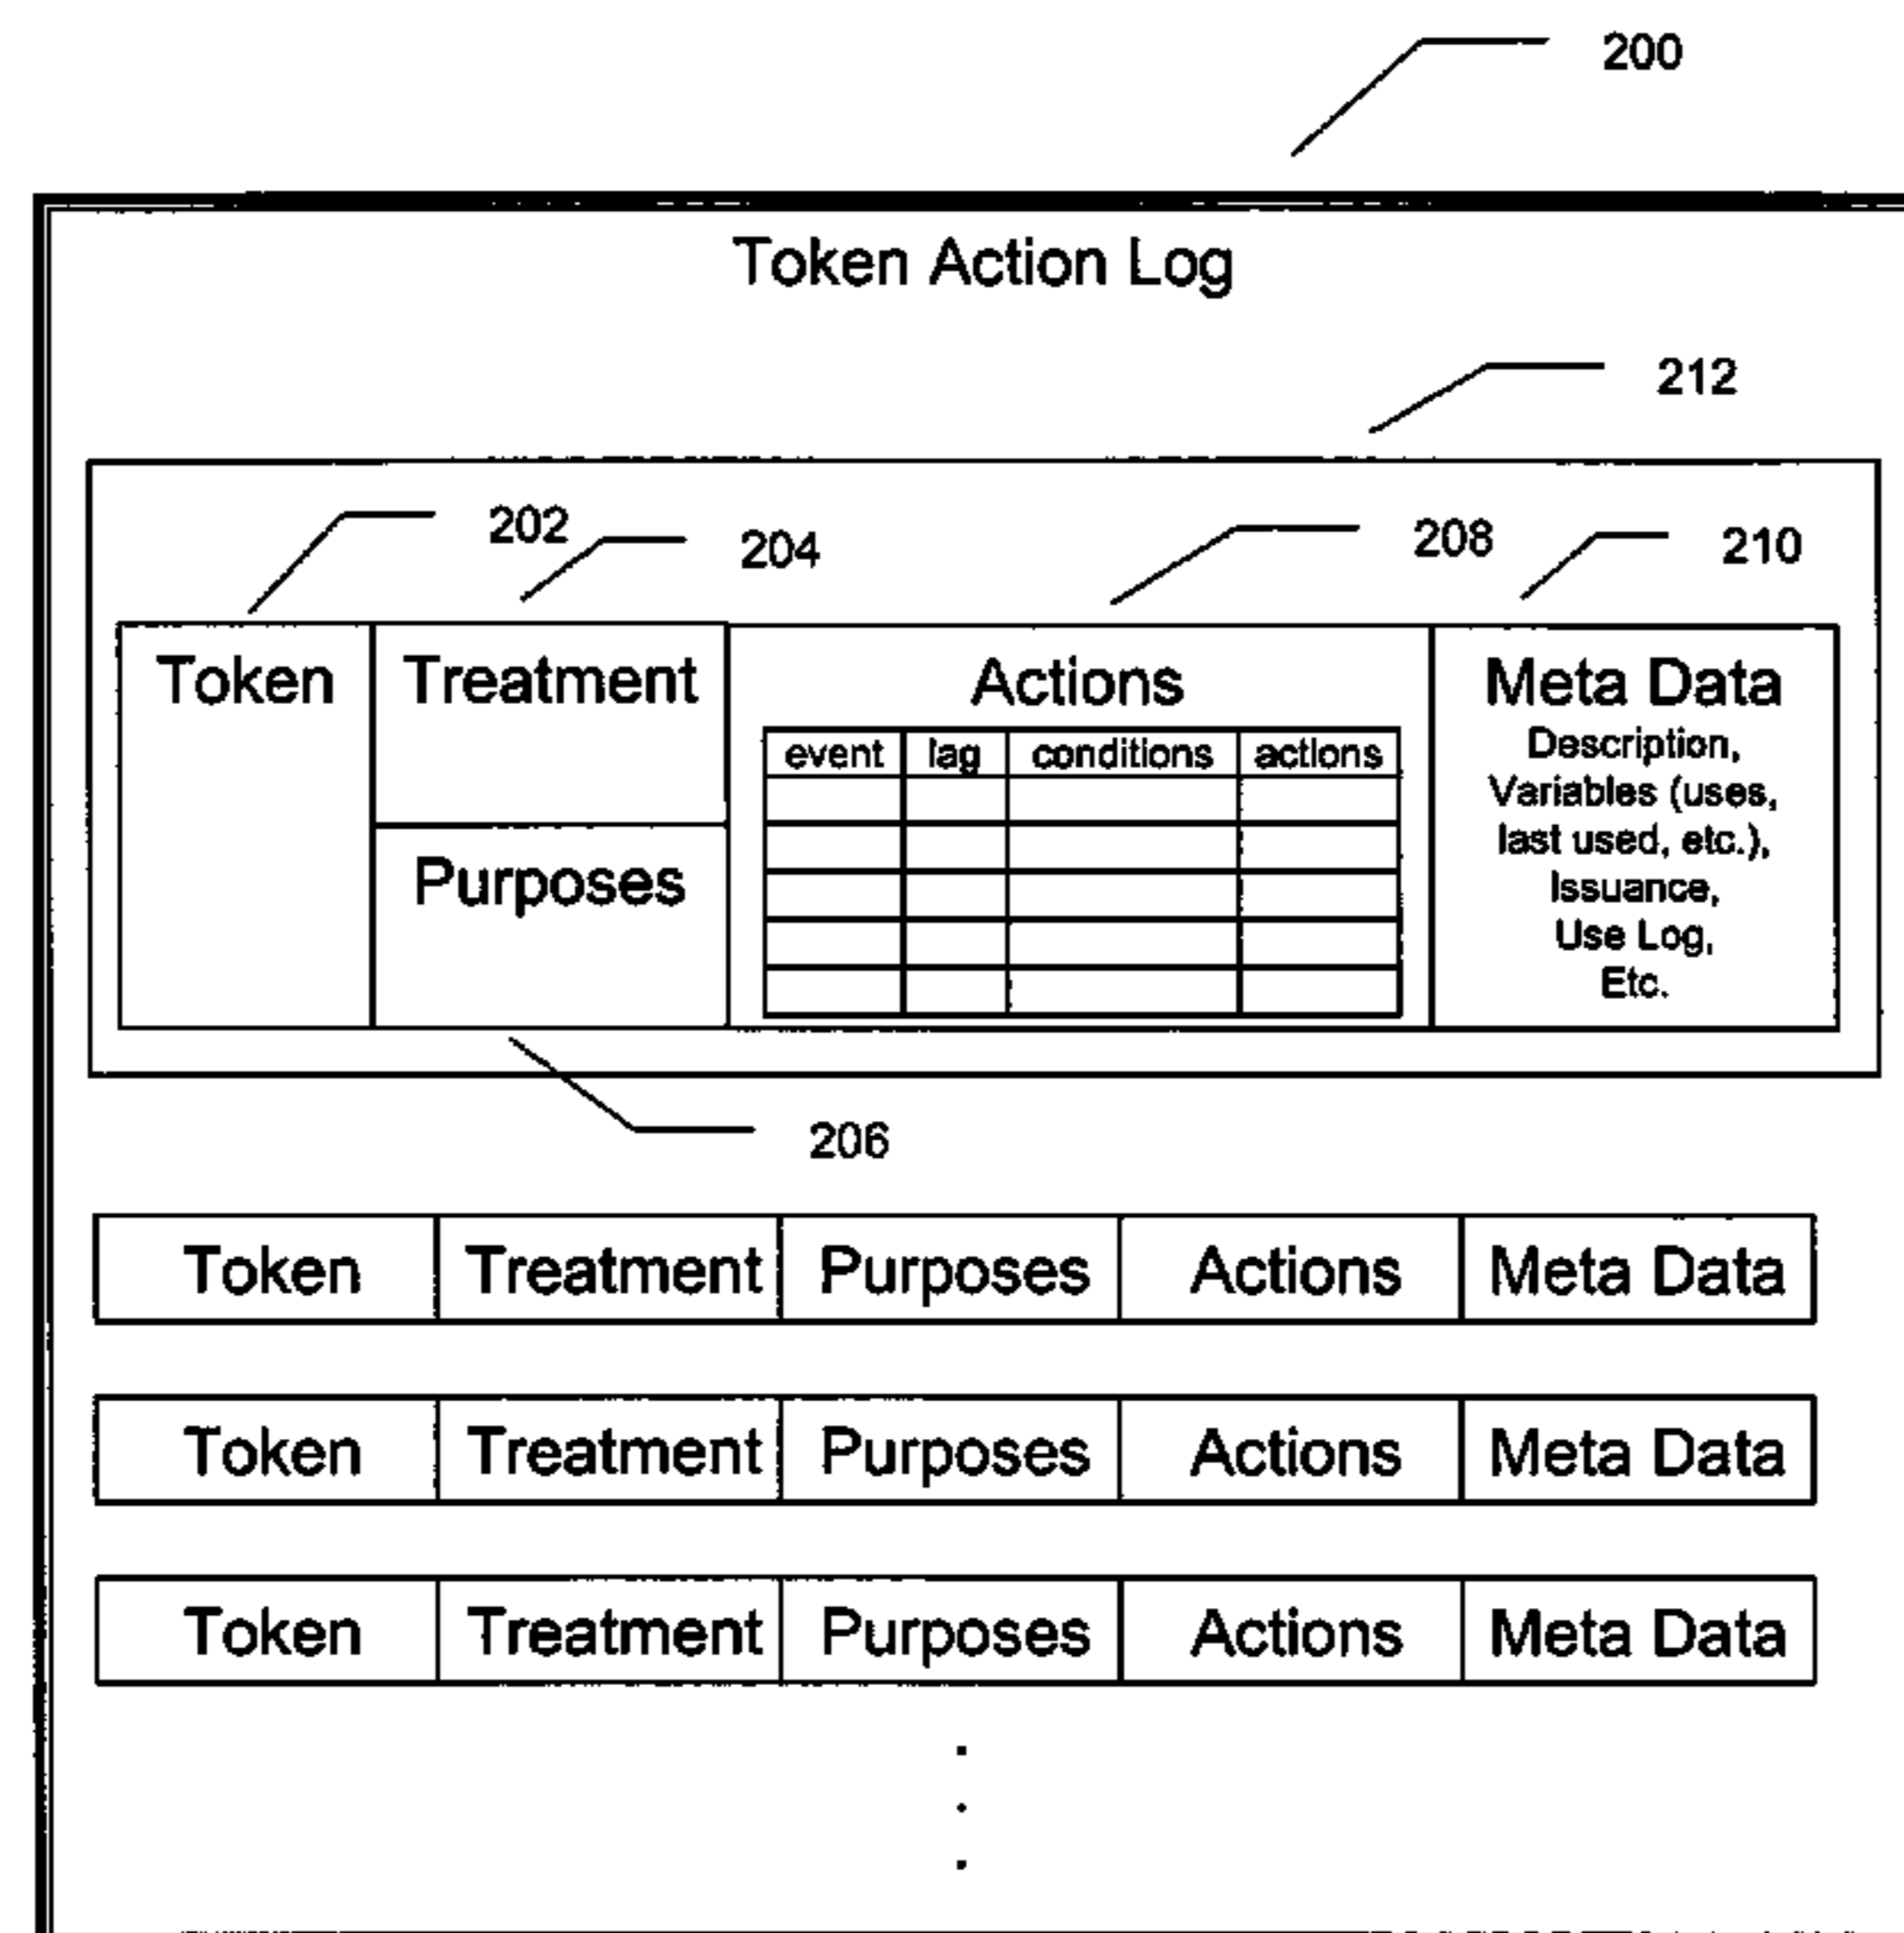 200
Token Action Log
212
202
204
208
210
Token Treatment Actions Meta Data
event lag conditions actions
Description,
Variables (uses,
last used, etc.),
Issuance,
Use Log,
Etc.
Purposes
206
Token Treatment Purposes Actions Meta Data
Token Treatment Purposes Actions Meta Data
Token Treatment Purposes Actions Meta Data